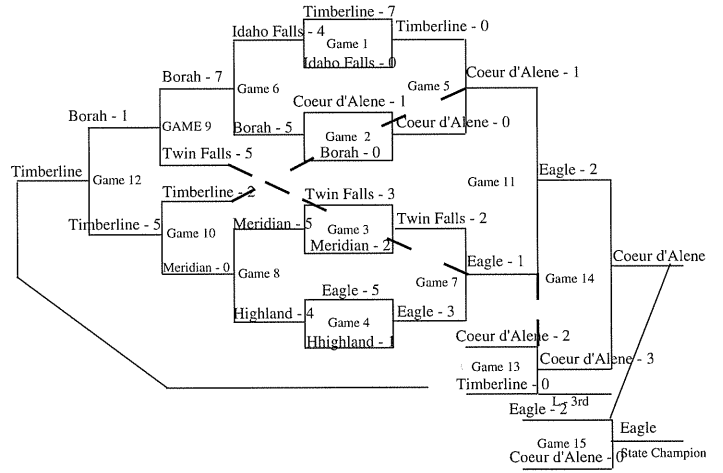 Timberline - 7
Idaho Falls - 4
Timberline - 0
Game 1
Idaho Falls - 0
Borah - 7
Coeur d'Alene - 1
Game 6
Game 5
Coeur d'Alene - 1
Borah - 1
GAME 9
Borah - 5
Game 2
Coeur d'Alene - 0
Borah - 0
Twin Falls - 5
Timberline
Game 12
Eagle - 2
Game 11
Timberline - 2
Twin Falls - 3
Timberline - 5
Game 10
Meridian - 5
Game 3
Twin Falls - 2
Meridian - 2
Coeur d'Alene
Meridian - 0
Game 8
Eagle - 1
Game 7
Game 14
Eagle - 5
Highland - 4
Game 4
Eagle - 3
Hhighland - 1
Coeur d'Alene - 2
Game 13
Coeur d'Alene - 3
Timberline - 0
L - 3rd
Eagle - 2
Eagle
Game 15
Coeur d'Alene - 0
State Champion